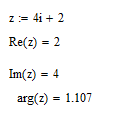 z := 4i + 2
Re(z) = 2
Im(z) = 4
arg(z) = 1.107